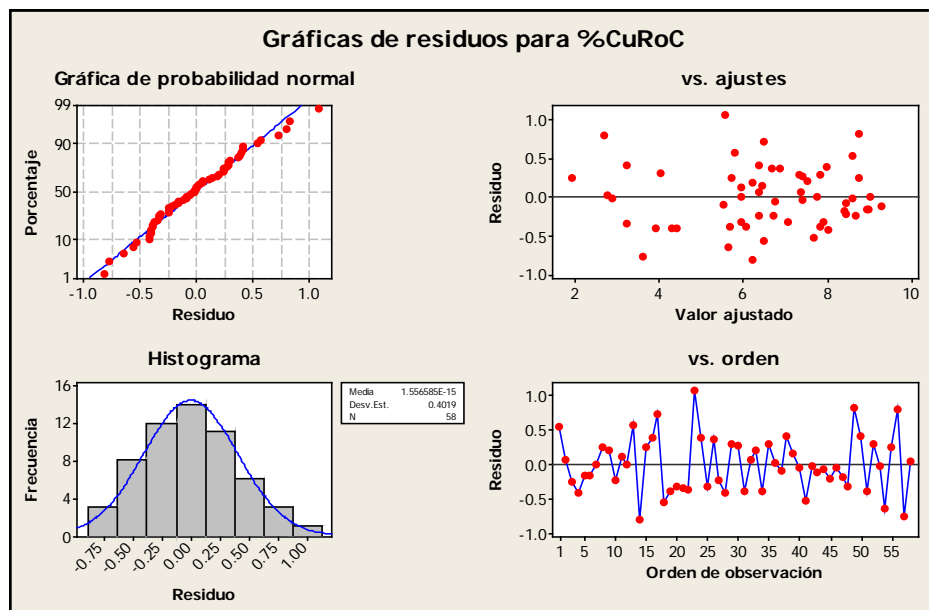 Gráficas de residuos para %CuRoC
Gráfica de probabilidad normal
99
90
50
10
1
Porcentaje
-1.0 -0.5 0.0 0.5 1.0
Residuo
vs. ajustes
1.0
0.5
0.0
-0.5
-1.0
Residuo
2 4 6 8 10
Valor ajustado
Histograma
16
12
8
4
0
Frecuencia
-0.75 -0.50 -0.25 0.00 0.25 0.50 0.75 1.00
Residuo
Media 1.556585E-15
Desv.Est. 0.4019
N 58
vs. orden
1.0
0.5
0.0
-0.5
-1.0
Residuo
1 5 10 15 20 25 30 35 40 45 50 55
Orden de observación